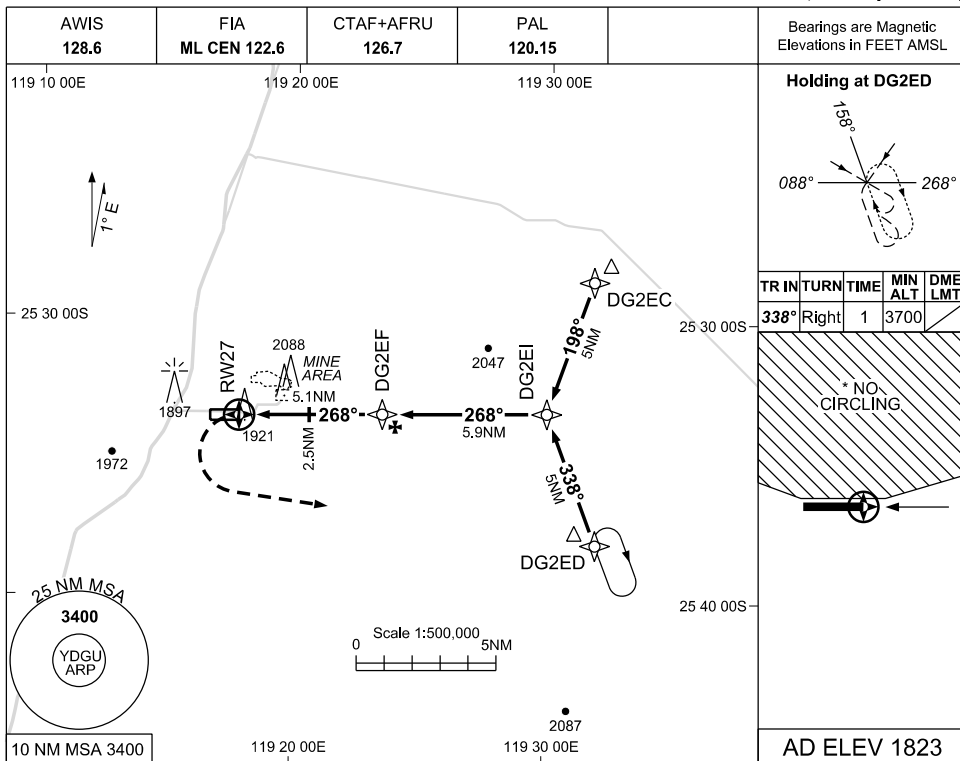 AWIS
128.6
FIA
ML CEN 122.6
CTAF+AFRU
126.7
PAL
120.15
Bearings are Magnetic
Elevations in FEET AMSL
119 10 00E
119 20 00E
119 30 00E
1° E
25 30 00S
25 30 00S
DG2EC
198°
5NM
2047
DG2EI
DG2EF
2088
MINE
AREA
RW27
5.1NM
268°
268°
5.9NM
2.5NM
1897
1921
1972
338°
5NM
DG2ED
25 40 00S
25 NM MSA
3400
YDGU
ARP
10 NM MSA 3400
Scale 1:500,000
0
5NM
2087
119 20 00E
119 30 00E
Holding at DG2ED
158°
088°
268°
TR IN TURN TIME MIN ALT DME LMT
338° Right 1 3700
* NO
CIRCLING
AD ELEV 1823